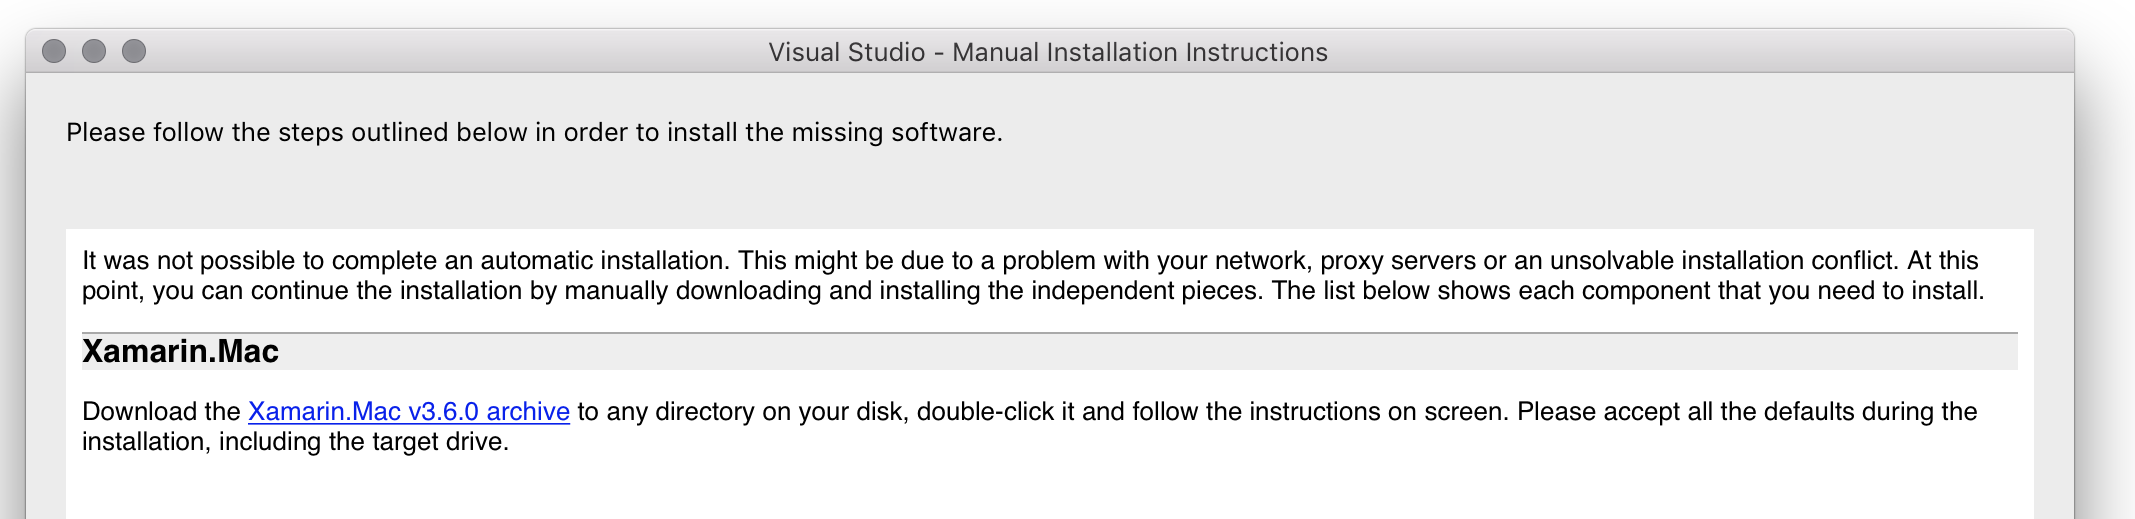 Visual Studio - Manual Installation Instructions
Please follow the steps outlined below in order to install the missing software.
It was not possible to complete an automatic installation. This might be due to a problem with your network, proxy servers or an unsolvable installation conflict. At this
point, you can continue the installation by manually downloading and installing the independent pieces. The list below shows each component that you need to install.
Xamarin.Mac
Download the Xamarin.Mac v3.6.0 archive to any directory on your disk, double-click it and follow the instructions on screen. Please accept all the defaults during the
installation, including the target drive.